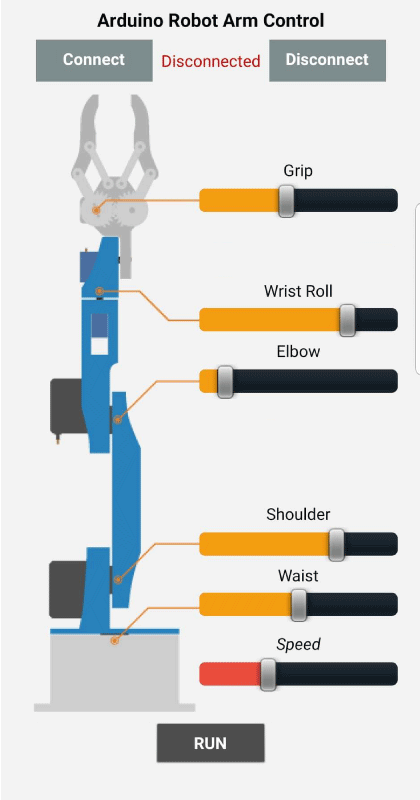 Arduino Robot Arm Control
Connect
Disconnected
Disconnect
Grip
Wrist Roll
Elbow
Shoulder
Waist
Speed
RUN